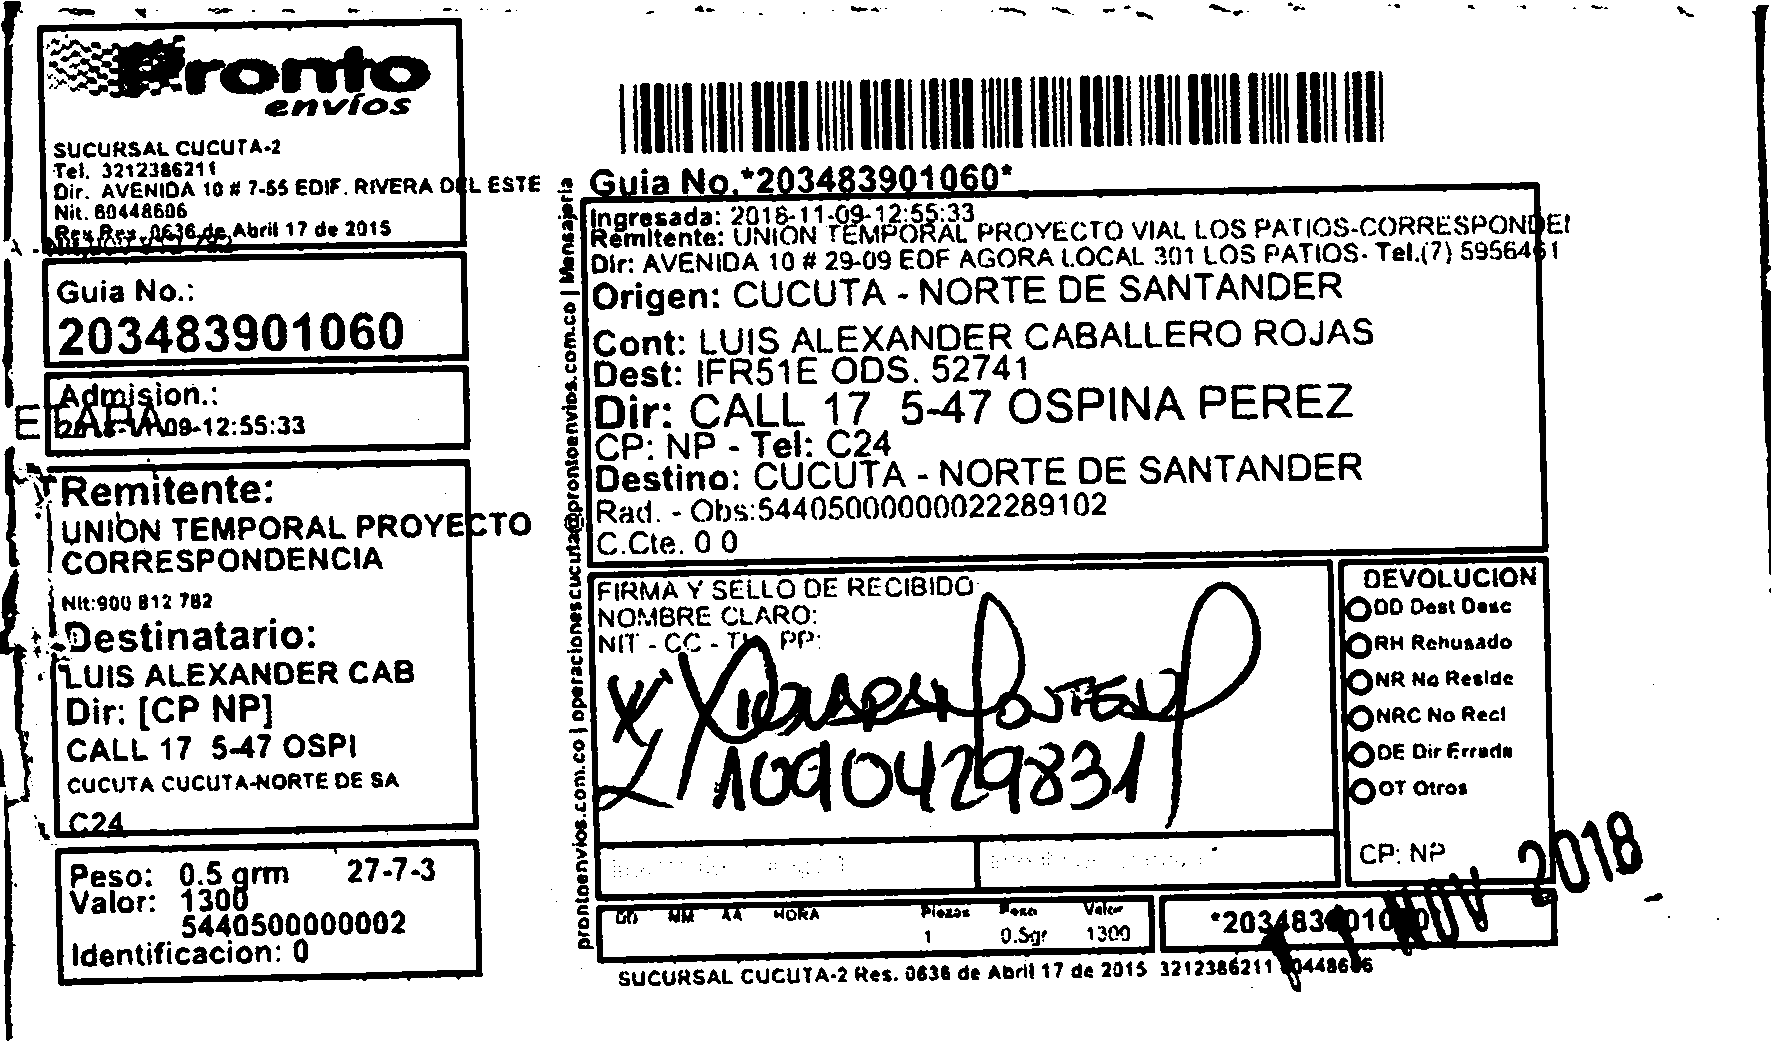 Pronto
envíos
SUCURSAL CUCUTA-2
Tel. 3212386211
Dir. AVENIDA 10 # 7-55 EDIF. RIVERA DEL ESTE
Nit. 60448606
Res Res. 0636 de Abril 17 de 2015
Guia No.:
203483901060
Admision.:
2018-11-09-12:55:33
Remitente:
UNION TEMPORAL PROYECTO
CORRESPONDENCIA
Nit:900 812 782
Destinatario:
LUIS ALEXANDER CAB
Dir: [CP NP]
CALL 17 5-47 OSPI
CUCUTA CUCUTA-NORTE DE SA
C24
Peso: 0.5 grm 27-7-3
Valor: 1300
5440500000002
Identificacion: 0
prontoenvios.com.co | operacionescucuta@prontoenvios.com.co | Mensajeria
Guia No.*203483901060*
Ingresada: 2018-11-09-12:55:33
Remitente: UNION TEMPORAL PROYECTO VIAL LOS PATIOS-CORRESPONDEI
Dir: AVENIDA 10 # 29-09 EDF AGORA LOCAL 301 LOS PATIOS- Tel.(7) 5956461
Origen: CUCUTA - NORTE DE SANTANDER
Cont: LUIS ALEXANDER CABALLERO ROJAS
Dest: IFR51E ODS. 52741
Dir: CALL 17 5-47 OSPINA PEREZ
CP: NP - Tel: C24
Destino: CUCUTA - NORTE DE SANTANDER
Rad. - Obs:544050000000022289102
C.Cte. 0 0
FIRMA Y SELLO DE RECIBIDO
NOMBRE CLARO:
NIT - CC - TI - PP:
1090429831
DEVOLUCION
DD Dest Desc
RH Rehusado
NR No Reside
NRC No Recl
DE Dir Errada
OT Otros
CP: NP
NOV 2018
DD MM AA HORA Piezas Peso Valor
1 0.5gr 1300
*203483901060*
SUCURSAL CUCUTA-2 Res. 0636 de Abril 17 de 2015 3212386211 60448606